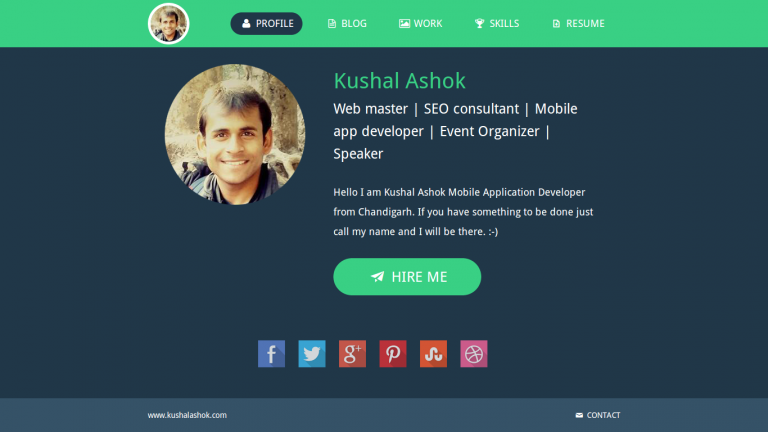 PROFILE
BLOG
WORK
SKILLS
RESUME
Kushal Ashok
Web master | SEO consultant | Mobile
app developer | Event Organizer |
Speaker
Hello I am Kushal Ashok Mobile Application Developer
from Chandigarh. If you have something to be done just
call my name and I will be there. :-)
HIRE ME
www.kushalashok.com
CONTACT